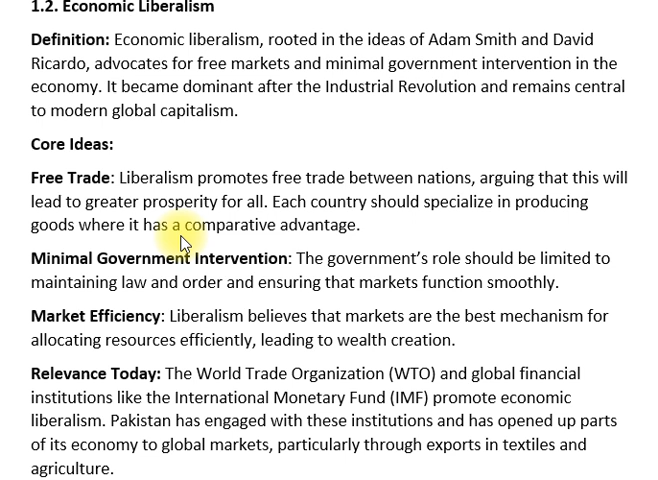 1.2. Economic Liberalism
Definition: Economic liberalism, rooted in the ideas of Adam Smith and David
Ricardo, advocates for free markets and minimal government intervention in the
economy. It became dominant after the Industrial Revolution and remains central
to modern global capitalism.
Core Ideas:
Free Trade: Liberalism promotes free trade between nations, arguing that this will
lead to greater prosperity for all. Each country should specialize in producing
goods where it has a comparative advantage.
Minimal Government Intervention: The government’s role should be limited to
maintaining law and order and ensuring that markets function smoothly.
Market Efficiency: Liberalism believes that markets are the best mechanism for
allocating resources efficiently, leading to wealth creation.
Relevance Today: The World Trade Organization (WTO) and global financial
institutions like the International Monetary Fund (IMF) promote economic
liberalism. Pakistan has engaged with these institutions and has opened up parts
of its economy to global markets, particularly through exports in textiles and
agriculture.